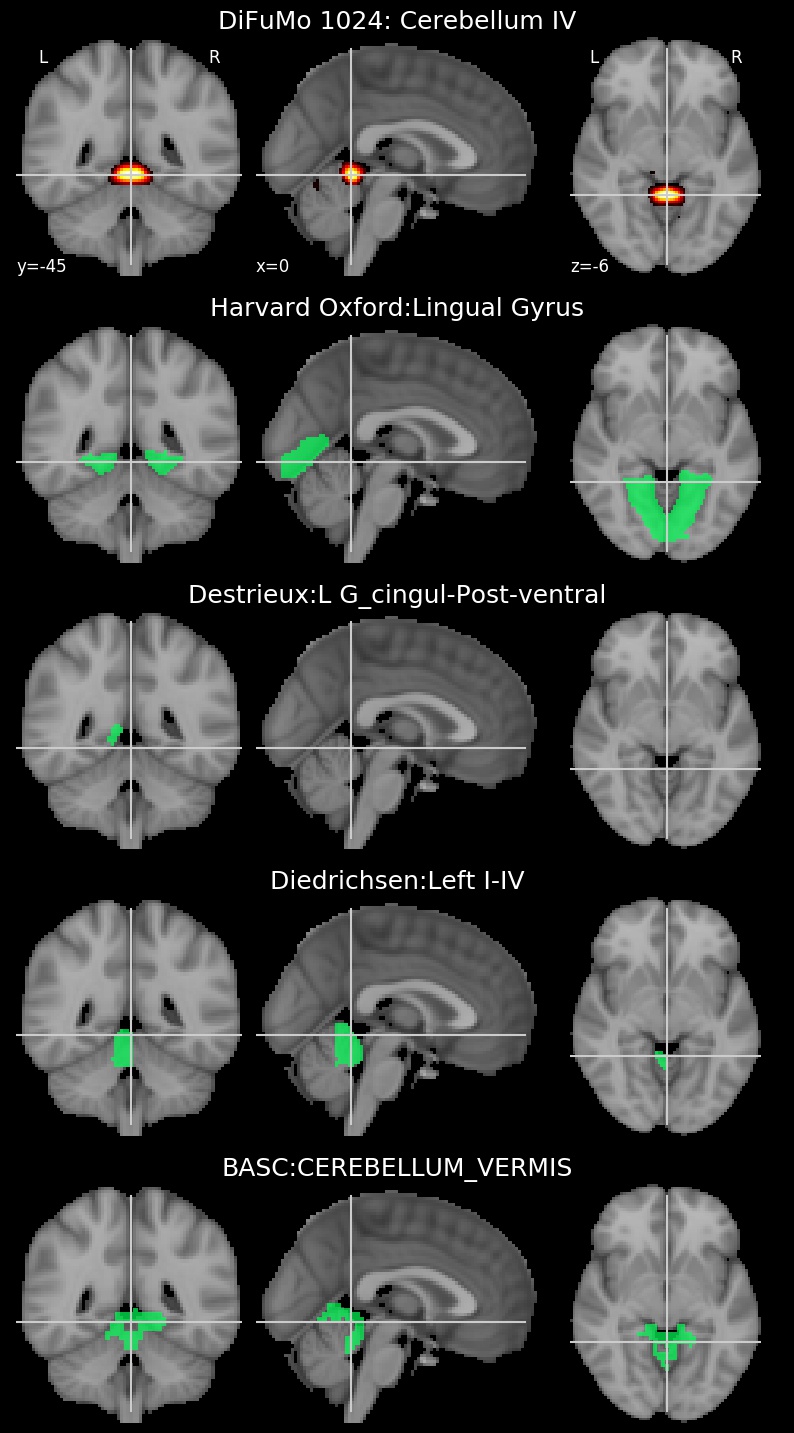 DiFuMo 1024: Cerebellum IV
L R L R
y=-45 x=0 z=-6
Harvard Oxford:Lingual Gyrus
Destrieux:L G_cingul-Post-ventral
Diedrichsen:Left I-IV
BASC:CEREBELLUM_VERMIS